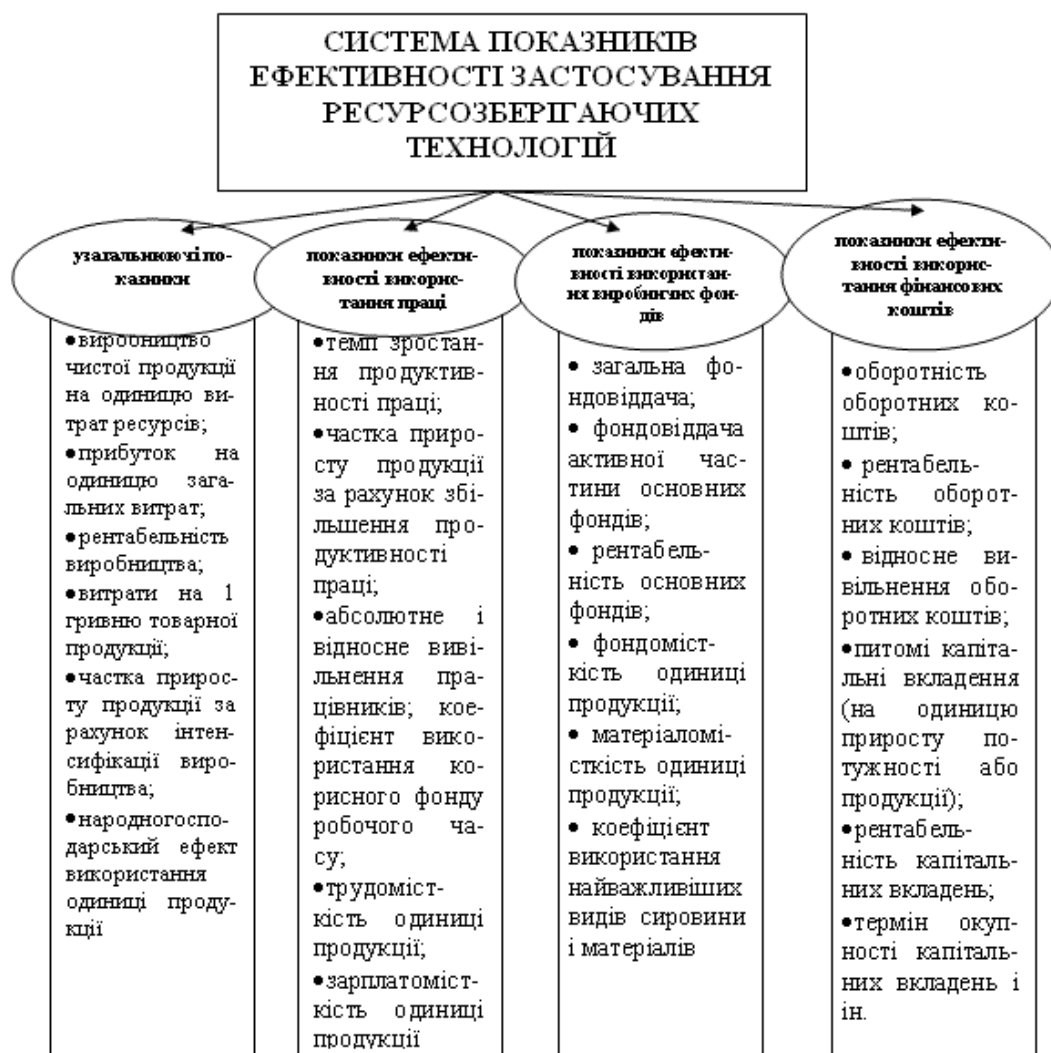 СИСТЕМА ПОКАЗНИКІВ
ЕФЕКТИВНОСТІ ЗАСТОСУВАННЯ
РЕСУРСОЗБЕРІГАЮЧИХ
ТЕХНОЛОГІЙ
узагальнюючі по-
казники
•виробництво
чистої продукції
на одиницю ви-
трат ресурсів;
•прибуток на
одиницю зага-
льних витрат;
•рентабельність
виробництва;
•витрати на 1
гривню товарної
продукції;
•частка прирос-
ту продукції за
рахунок інтен-
сифікації виро-
бництва;
•народногоспо-
дарський ефект
використання
одиниці проду-
кції
показники ефекти-
вності викорис-
тання праці
•темп зростан-
ня продуктив-
ності праці;
•частка приро-
сту продукції
за рахунок збі-
льшення про-
дуктивності
праці;
•абсолютне і
відносне виві-
льнення пра-
цівників; кое-
фіцієнт вико-
ристання ко-
рисного фонду
робочого ча-
су;
•трудоміст-
кість одиниці
продукції;
•зарплатоміст-
кість одиниці
продукції
показники ефекти-
вності використан-
ня виробничих фон-
дів
• загальна фо-
ндовіддача;
• фондовіддача
активної час-
тини основних
фондів;
• рентабель-
ність основних
фондів;
• фондоміст-
кість одиниці
продукції;
• матеріаломі-
сткість одиниці
продукції;
• коефіцієнт
використання
найважливіших
видів сировини
і матеріалів
показники ефекти-
вності викорис-
тання фінансових
коштів
•оборотність
оборотних ко-
штів;
• рентабель-
ність оборот-
них коштів;
• відносне ви-
вільнення обо-
ротних коштів;
•питомі капіта-
льні вкладення
(на одиницю
приросту по-
тужності або
продукції);
•рентабель-
ність капіталь-
них вкладень;
•термін окуп-
ності капіталь-
них вкладень і
ін.